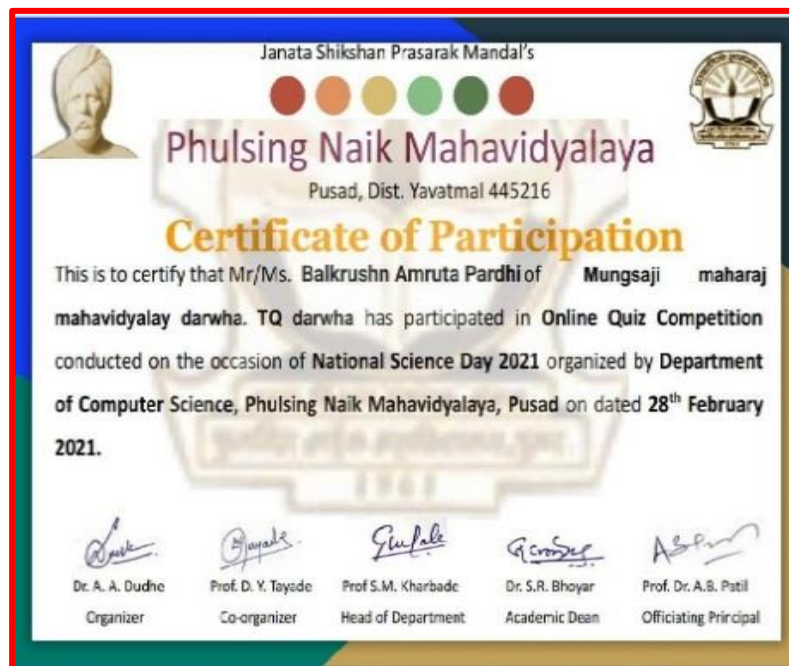 Janata Shikshan Prasarak Mandal's
Phulsing Naik Mahavidyalaya
Pusad, Dist. Yavatmal 445216
Certificate of Participation
This is to certify that Mr/Ms. Balkrushn Amruta Pardhi of Mungsaji maharaj
mahavidyalay darwha. TQ darwha has participated in Online Quiz Competition
conducted on the occasion of National Science Day 2021 organized by Department
of Computer Science, Phulsing Naik Mahavidyalaya, Pusad on dated 28th February
2021.
1961
Dr. A. A. Dudhe Prof. D. Y. Tayade Prof S.M. Kharbade Dr. S.R. Bhoyar Prof. Dr. A.B. Patil
Organizer Co-organizer Head of Department Academic Dean Officiating Principal